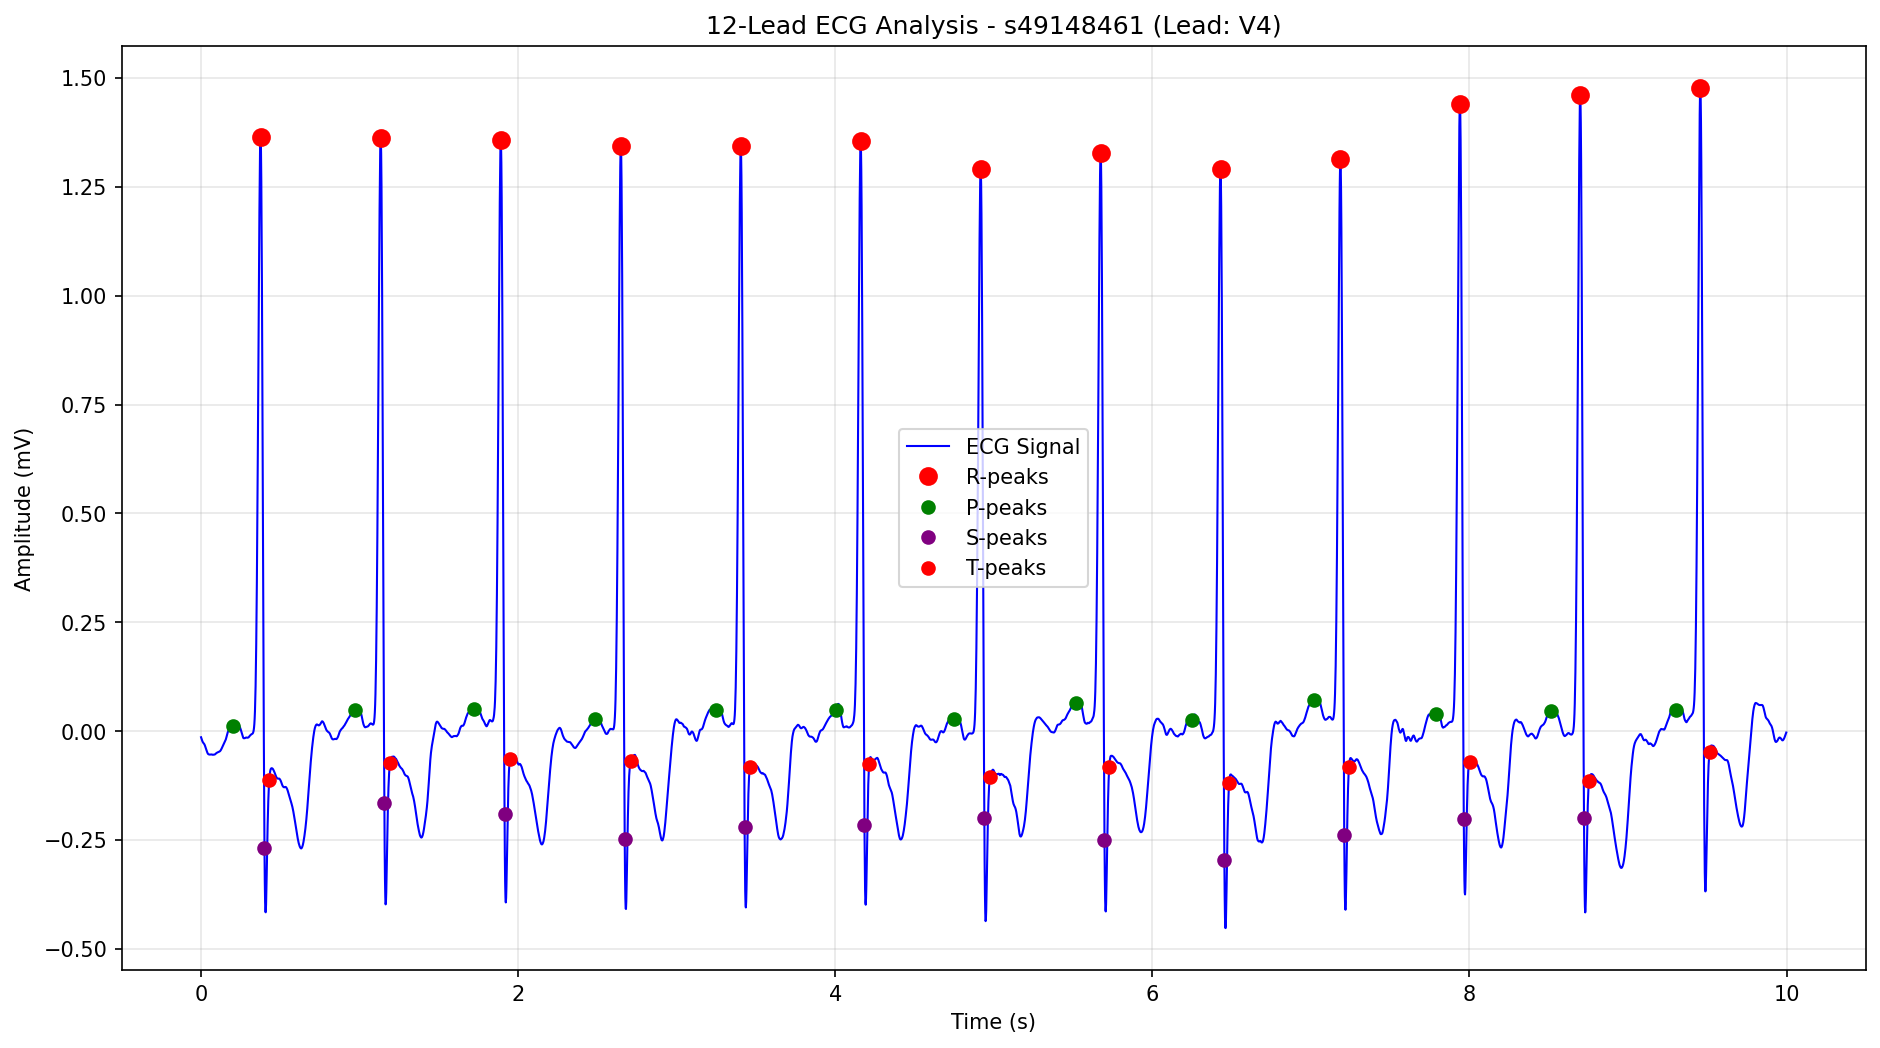 12-Lead ECG Analysis - s49148461 (Lead: V4)
1.50
1.25
1.00
0.75
0.50
0.25
0.00
−0.25
−0.50
Amplitude (mV)
ECG Signal
R-peaks
P-peaks
S-peaks
T-peaks
0
2
4
6
8
10
Time (s)